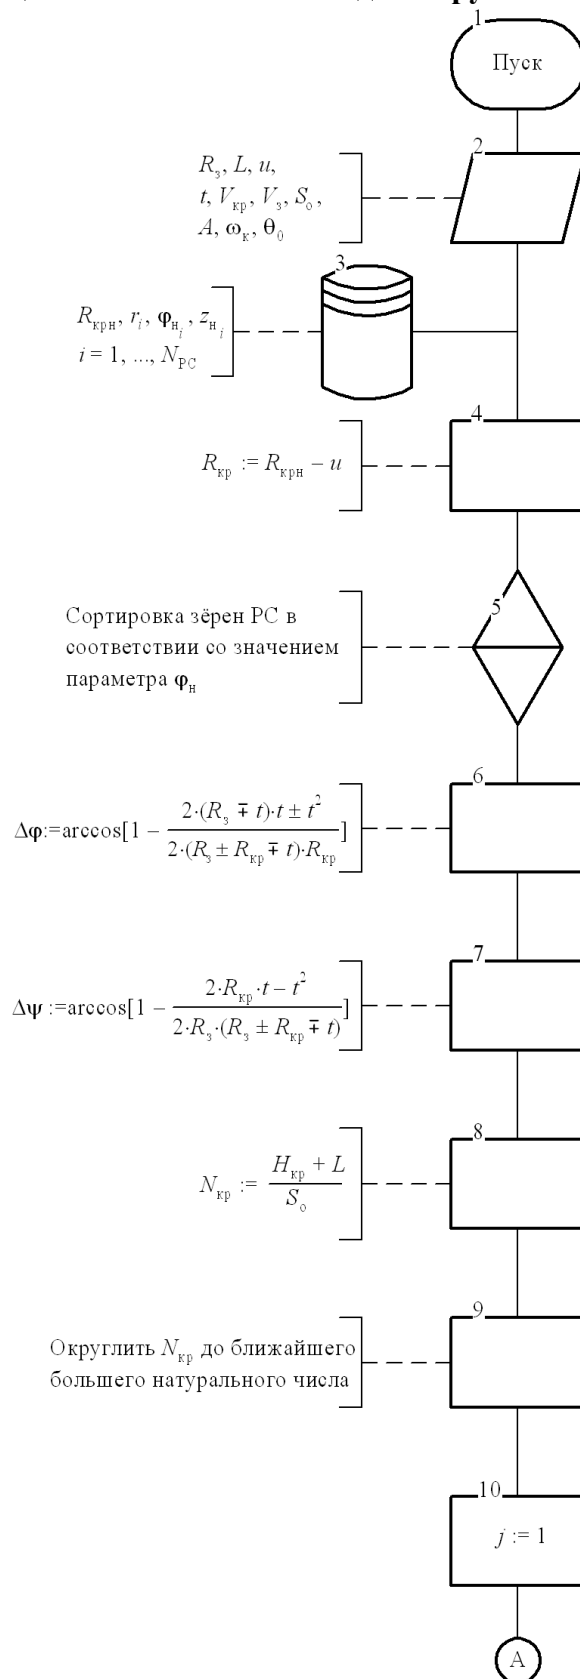 1
Пуск
2
R_з, L, u,
t, V_кр, V_з, S_о,
A, ω_к, θ_0
3
R_крн, r_i, φ_н_i, z_н_i
i = 1, ..., N_РС
4
R_кр := R_крн – u
5
Сортировка зёрен РС в
соответствии со значением
параметра φ_н
6
Δφ:=arccos[1 – (2·(R_з ∓ t)·t ± t^2)/(2·(R_з ± R_кр ∓ t)·R_кр)]
7
Δψ :=arccos[1 – (2·R_кр·t – t^2)/(2·R_з·(R_з ± R_кр ∓ t))]
8
N_кр := (H_кр + L)/S_о
9
Округлить N_кр до ближайшего
большего натурального числа
10
j := 1
А